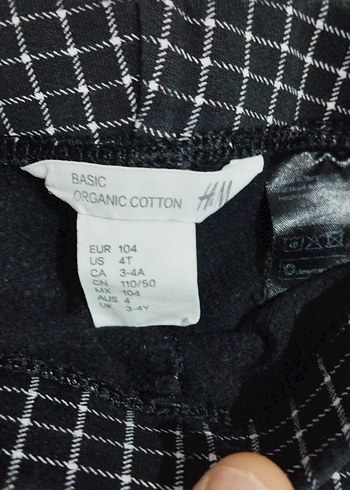 BASIC
ORGANIC COTTON H&M
EUR 104
US 4T
CA 3-4A
CN 110/50
MX 104
AUS 4
UK 3-4Y